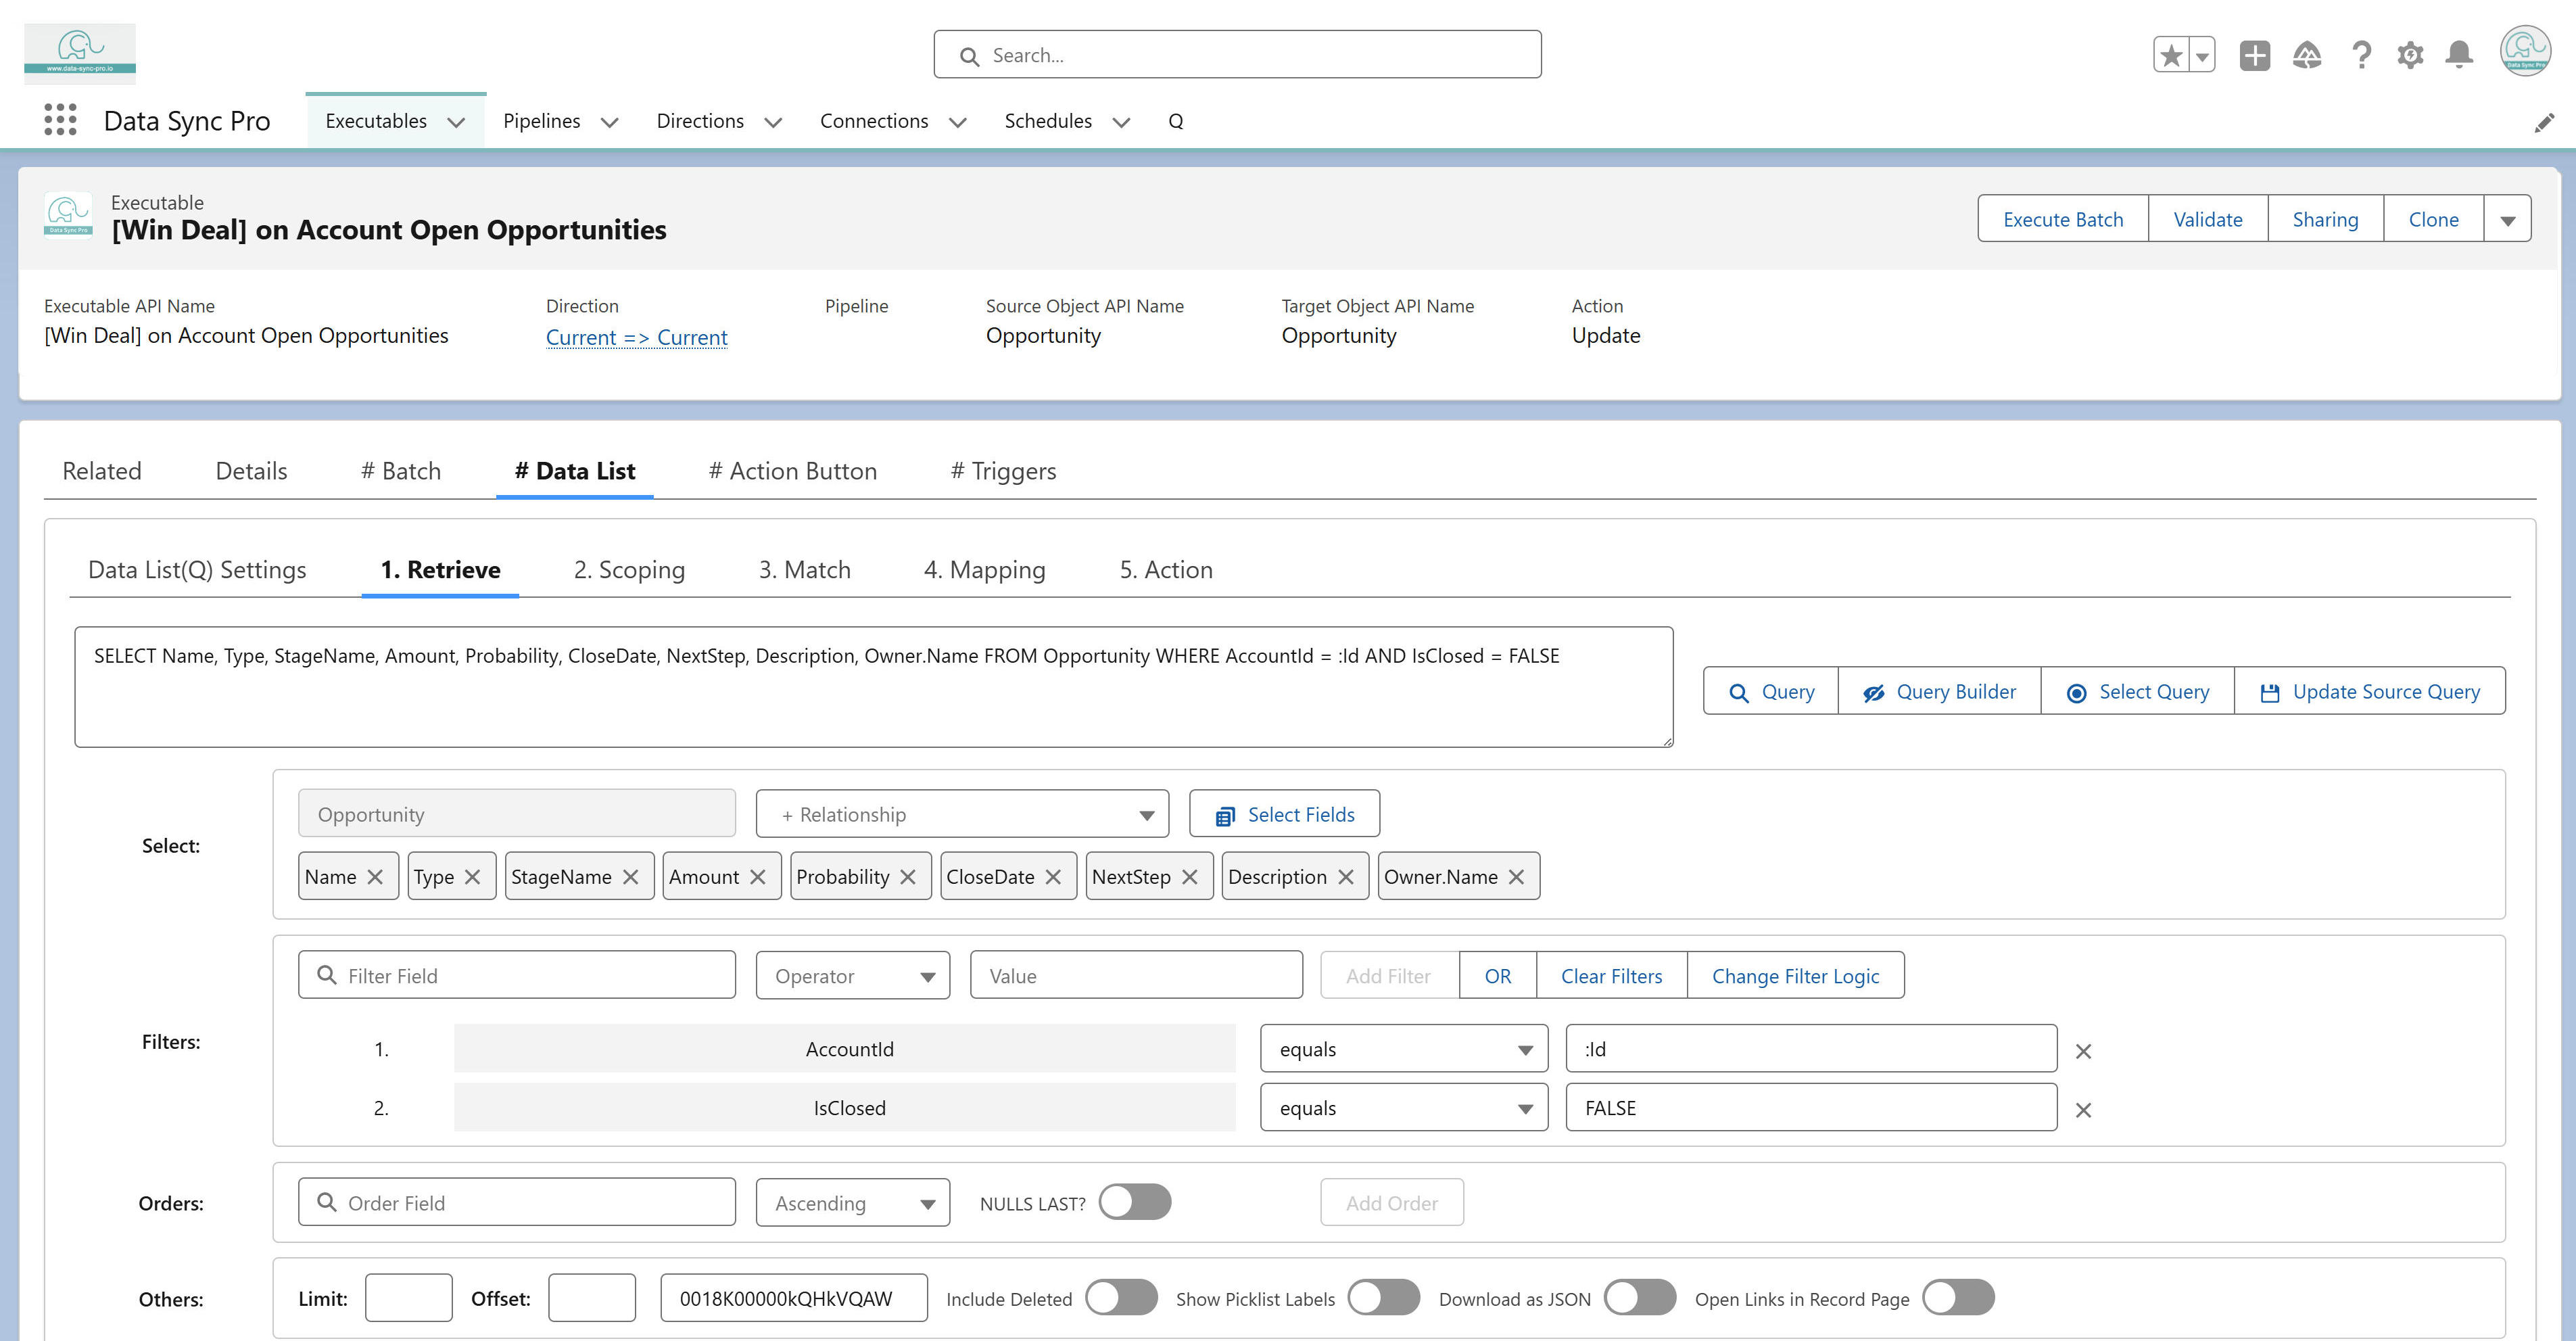 www.data-sync-pro.io
Search...
Data Sync Pro
Data Sync Pro
Executables
Pipelines
Directions
Connections
Schedules
Q
Data Sync Pro
Executable
[Win Deal] on Account Open Opportunities
Execute Batch
Validate
Sharing
Clone
Executable API Name
Direction
Pipeline
Source Object API Name
Target Object API Name
Action
[Win Deal] on Account Open Opportunities
Current => Current
Opportunity
Opportunity
Update
Related
Details
# Batch
# Data List
# Action Button
# Triggers
Data List(Q) Settings
1. Retrieve
2. Scoping
3. Match
4. Mapping
5. Action
SELECT Name, Type, StageName, Amount, Probability, CloseDate, NextStep, Description, Owner.Name FROM Opportunity WHERE AccountId = :Id AND IsClosed = FALSE
Query
Query Builder
Select Query
Update Source Query
Select:
Opportunity
+ Relationship
Select Fields
Name
Type
StageName
Amount
Probability
CloseDate
NextStep
Description
Owner.Name
Filters:
Filter Field
Operator
Value
Add Filter
OR
Clear Filters
Change Filter Logic
1.
AccountId
equals
:Id
2.
IsClosed
equals
FALSE
Orders:
Order Field
Ascending
NULLS LAST?
Add Order
Others:
Limit:
Offset:
0018K00000kQHkVQAW
Include Deleted
Show Picklist Labels
Download as JSON
Open Links in Record Page